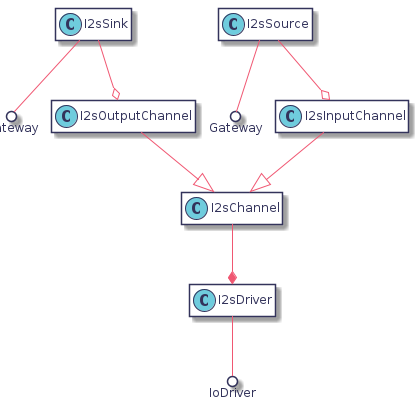 C I2sSink
C I2sSource
ateway
C I2sOutputChannel
Gateway
C I2sInputChannel
C I2sChannel
C I2sDriver
IoDriver